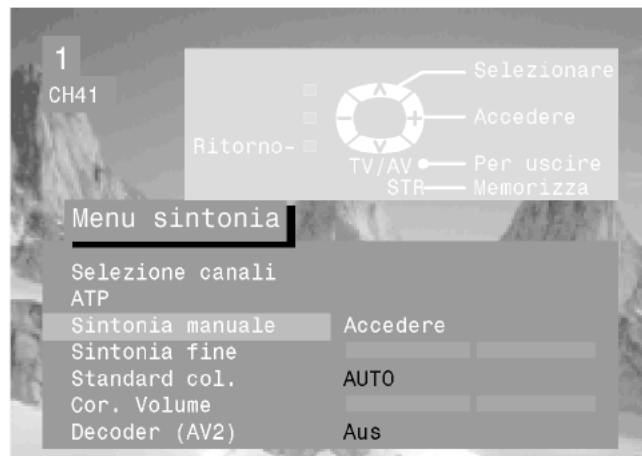 1
CH41
Selezionare
Accedere
Ritorno-
TV/AV
Per uscire
STR
Memorizza
Menu sintonia
Selezione canali
ATP
Sintonia manuale Accedere
Sintonia fine
Standard col. AUTO
Cor. Volume
Decoder (AV2) Aus